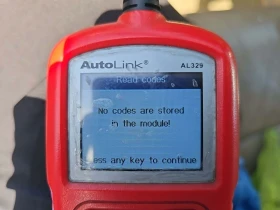 AutoLink®
AL329
Read codes
No codes are stored
in the module!
ess any key to continue